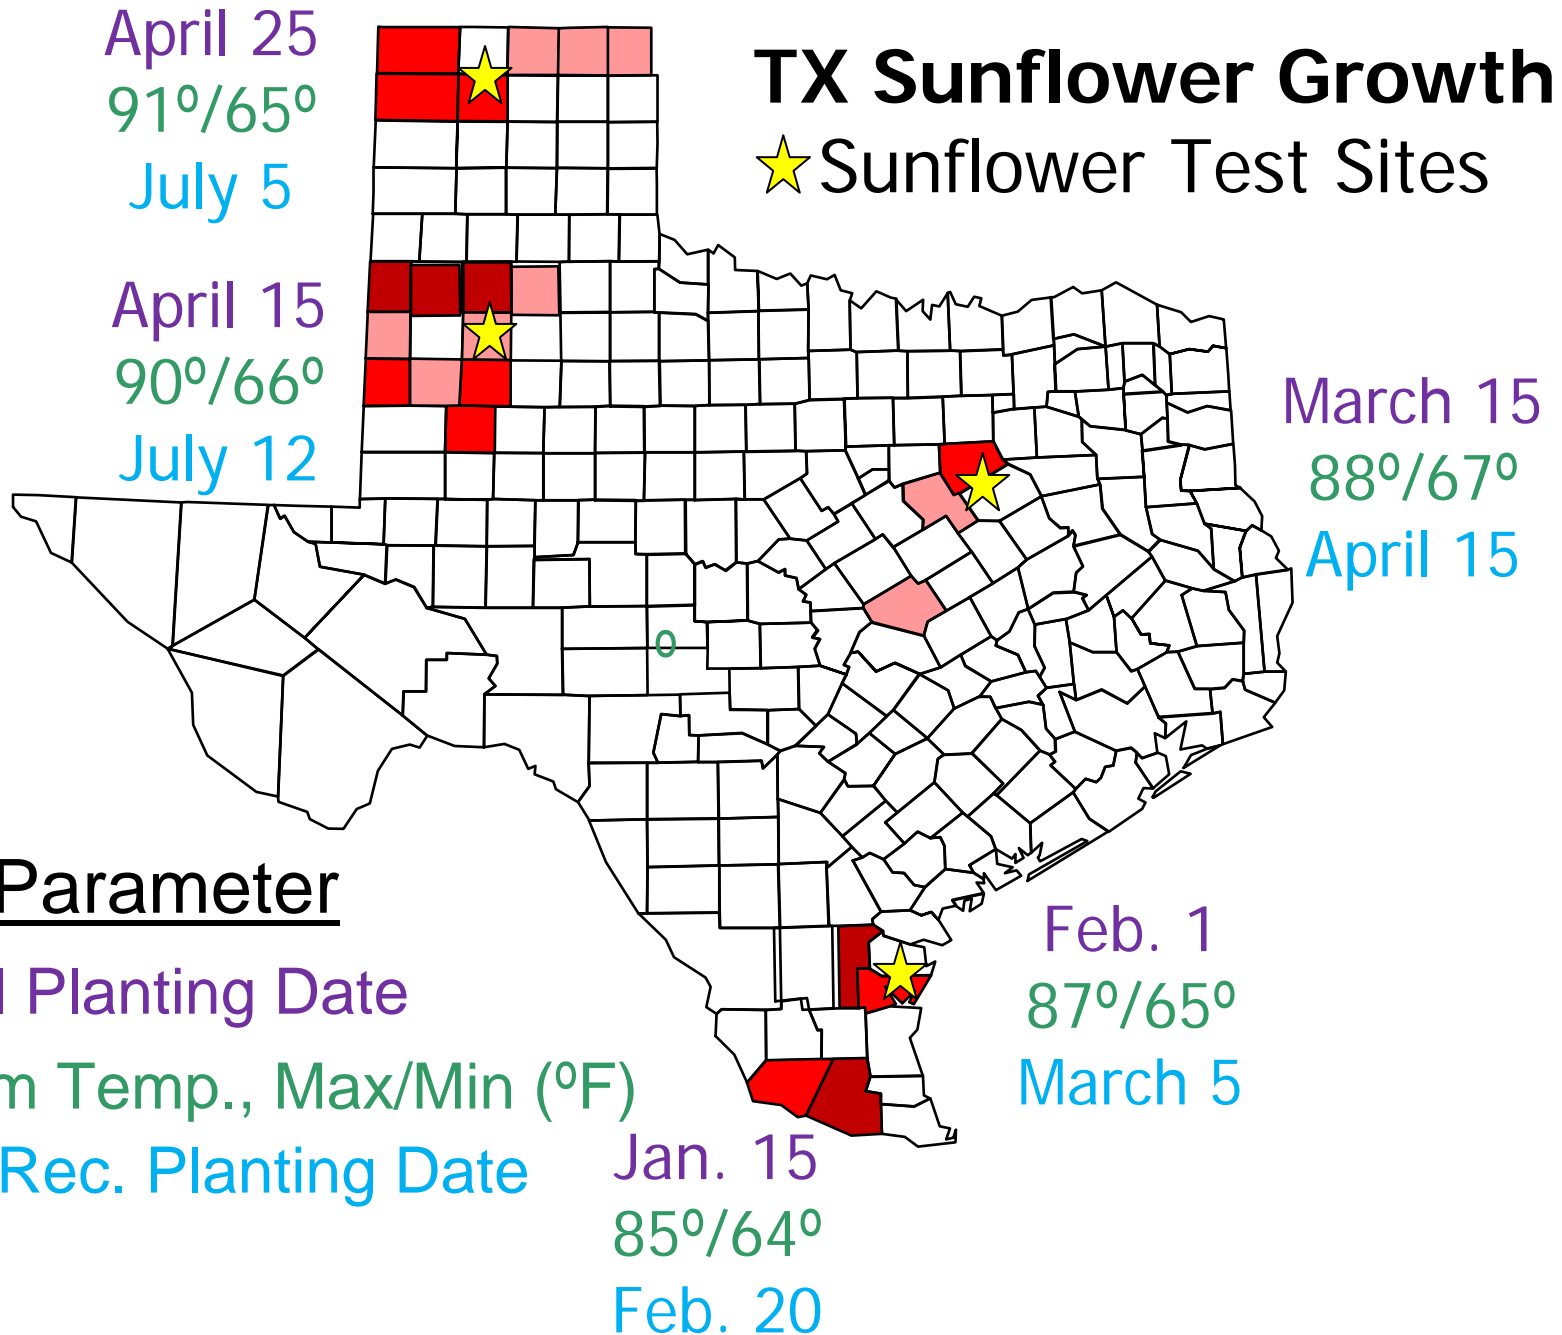 April 25
91º/65º
July 5
TX Sunflower Growth
Sunflower Test Sites
April 15
90º/66º
July 12
March 15
88º/67º
April 15
Parameter
Planting Date
Temp., Max/Min (ºF)
Rec. Planting Date
Feb. 1
87º/65º
March 5
Jan. 15
85º/64º
Feb. 20
o